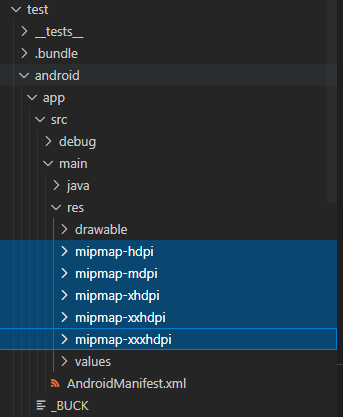 test
__tests__
.bundle
android
app
src
debug
main
java
res
drawable
mipmap-hdpi
mipmap-mdpi
mipmap-xhdpi
mipmap-xxhdpi
mipmap-xxxhdpi
values
AndroidManifest.xml
_BUCK